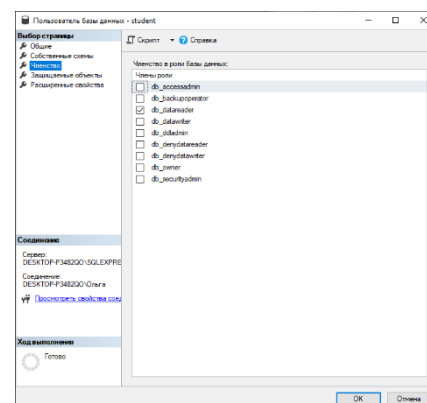 Пользователь базы данных - student
Выбор страницы
Общие
Собственные схемы
Членство
Защищаемые объекты
Расширенные свойства
Скрипт
Справка
Членство в роли базы данных:
Члены роли
db_accessadmin
db_backupoperator
db_datareader
db_datawriter
db_ddladmin
db_denydatareader
db_denydatawriter
db_owner
db_securityadmin
Соединение
Сервер:
DESKTOP-P3482QO\SQLEXPRE
Соединение:
DESKTOP-P3482QO\Ольга
Просмотреть свойства соед
Ход выполнения
Готово
OK
Отмена